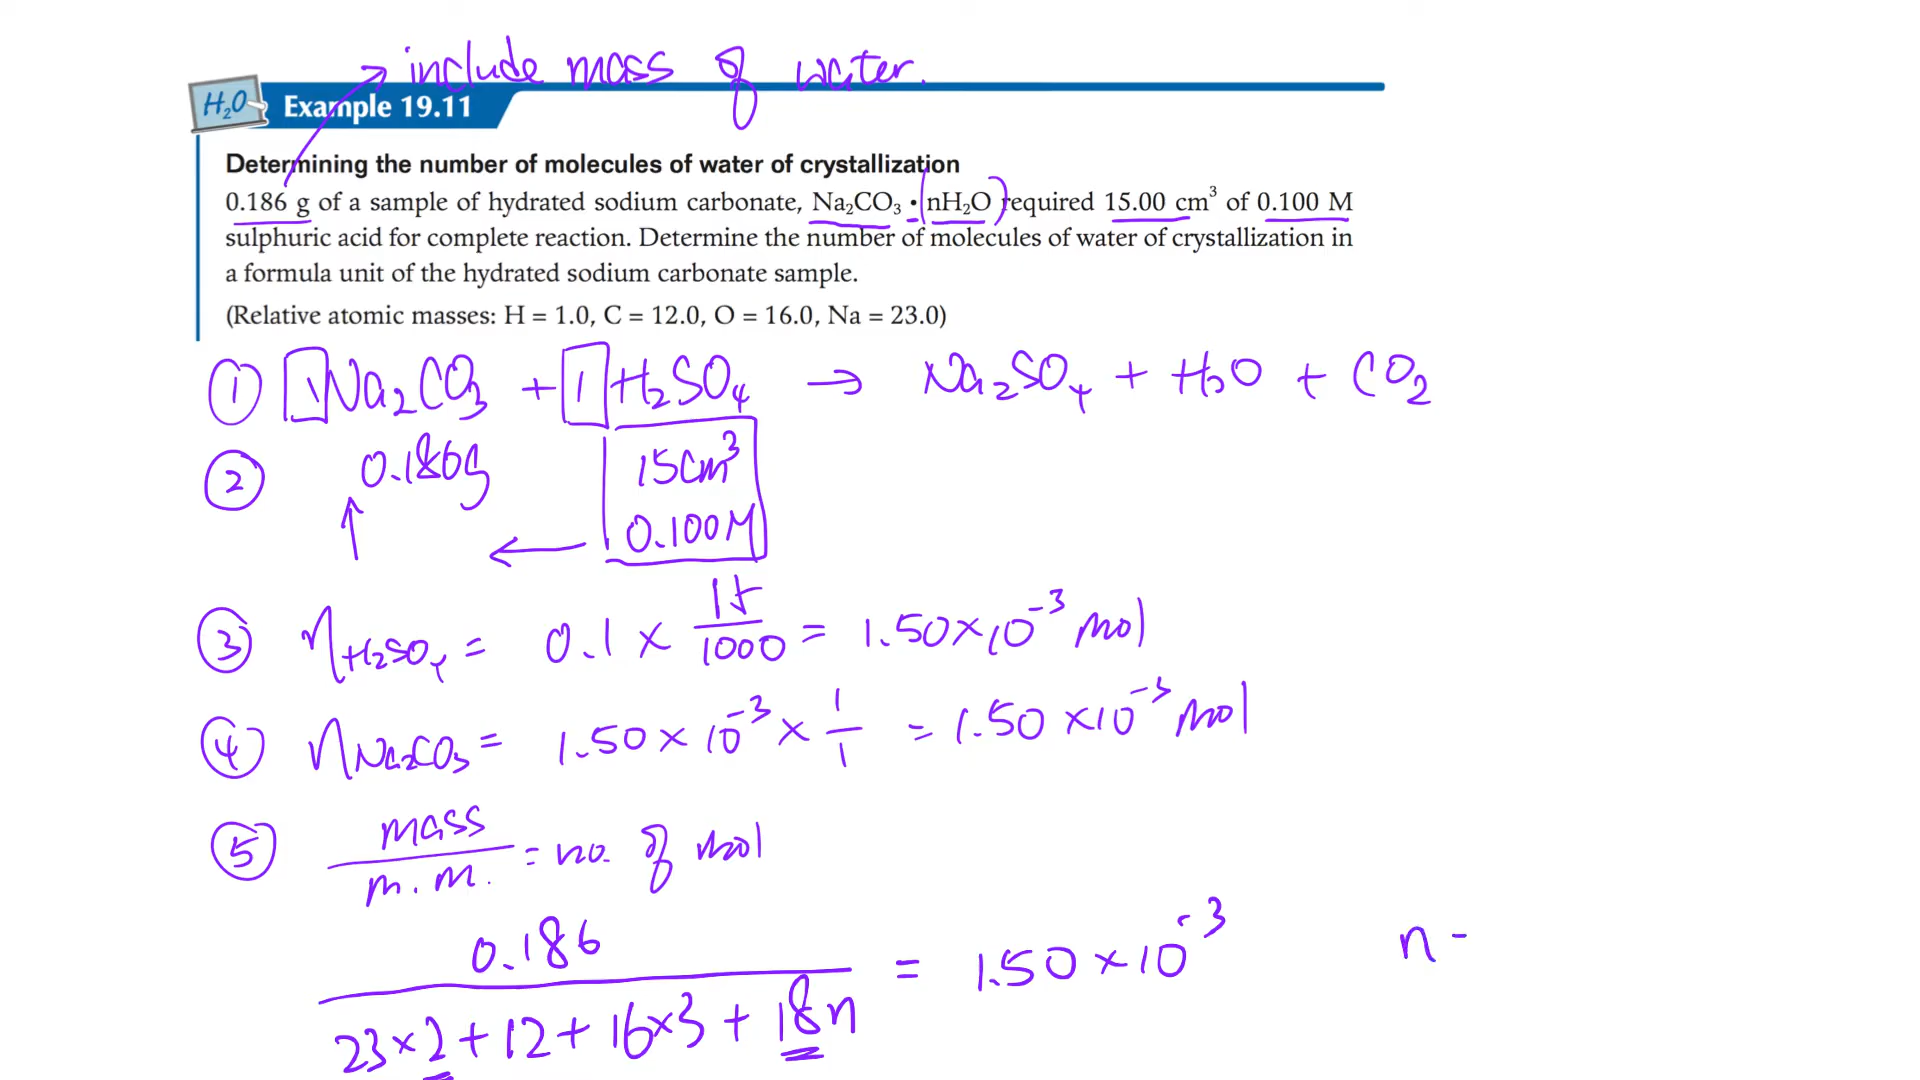 include mass of water.
H₂O Example 19.11
Determining the number of molecules of water of crystallization
0.186 g of a sample of hydrated sodium carbonate, Na₂CO₃ • (nH₂O) required 15.00 cm³ of 0.100 M
sulphuric acid for complete reaction. Determine the number of molecules of water of crystallization in
a formula unit of the hydrated sodium carbonate sample.
(Relative atomic masses: H = 1.0, C = 12.0, O = 16.0, Na = 23.0)
① 1 Na₂CO₃ + 1 H₂SO₄ → Na₂SO₄ + H₂O + CO₂
② 0.186g 15cm³
↑ ← 0.100M
③ nH₂SO₄ = 0.1 × 15/1000 = 1.50×10⁻³ mol
④ nNa₂CO₃ = 1.50×10⁻³ × 1/1 = 1.50×10⁻³ mol
⑤ mass/m.m. = no. of mol
0.186/(23×2+12+16×3+18n) = 1.50×10⁻³ n -